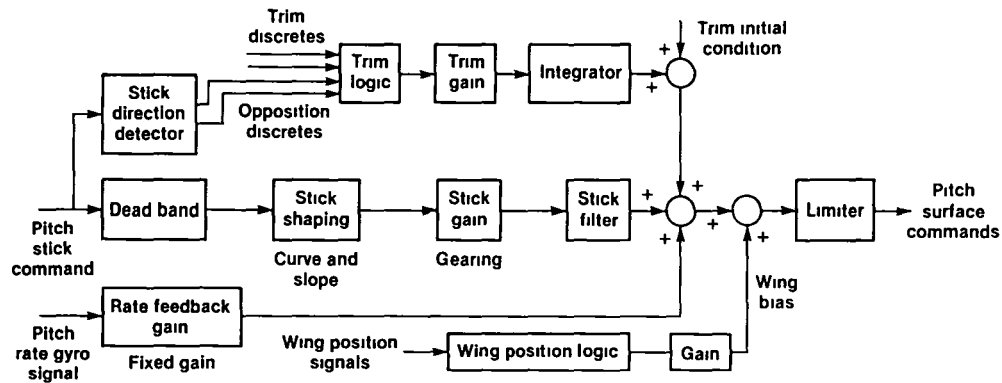 Trim
discretes
Trim initial
condition
+
+
Trim
logic
Trim
gain
Integrator
Stick
direction
detector
Opposition
discretes
Pitch
stick
command
Dead band
Stick
shaping
Curve and
slope
Stick
gain
Gearing
Stick
filter
+
+
+
+
+
Limiter
Pitch
surface
commands
Wing
bias
Pitch
rate gyro
signal
Rate feedback
gain
Fixed gain
Wing position
signals
Wing position logic
Gain